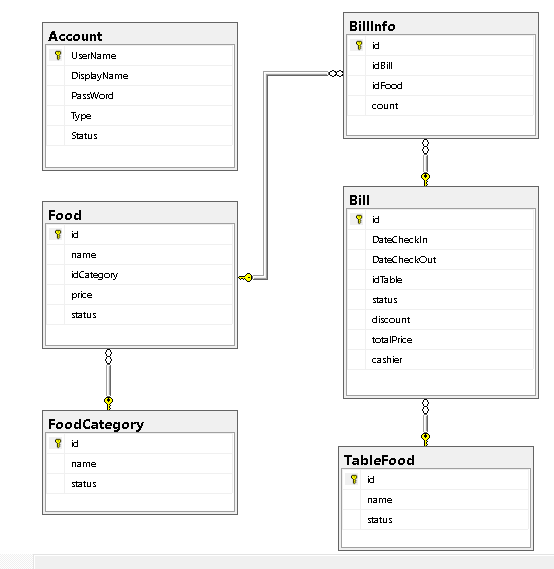 Account
UserName
DisplayName
PassWord
Type
Status
BillInfo
id
idBill
idFood
count
Food
id
name
idCategory
price
status
Bill
id
DateCheckIn
DateCheckOut
idTable
status
discount
totalPrice
cashier
FoodCategory
id
name
status
TableFood
id
name
status